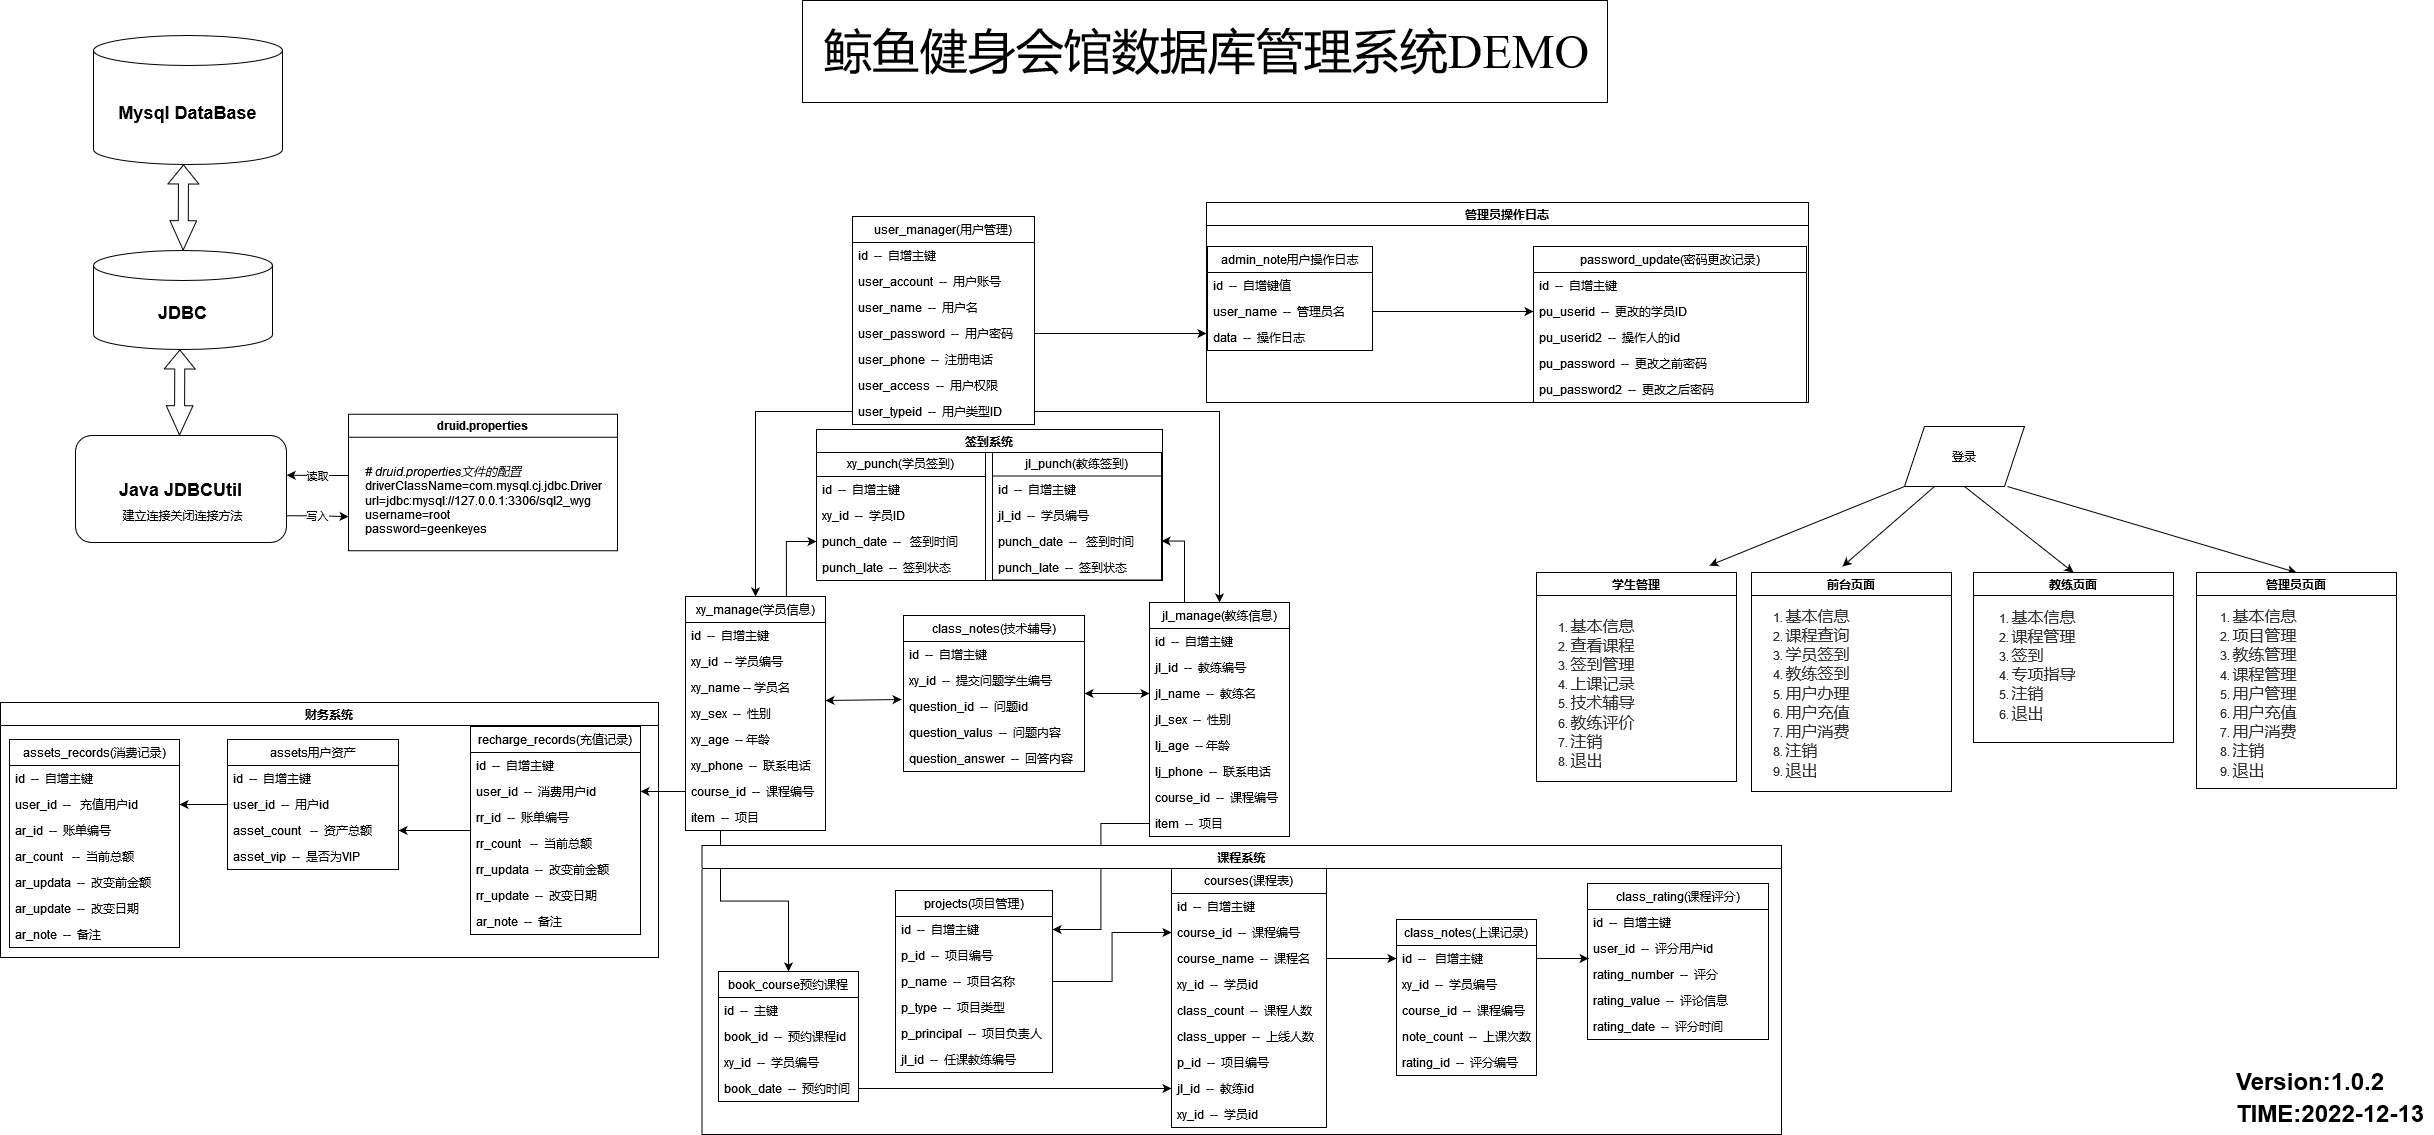 鲸鱼健身会馆数据库管理系统DEMO
Mysql DataBase
JDBC
Java JDBCUtil
建立连接关闭连接方法
读取
写入
druid.properties
# druid.properties文件的配置
driverClassName=com.mysql.cj.jdbc.Driver
url=jdbc:mysql://127.0.0.1:3306/sql2_wyg
username=root
password=geenkeyes
user_manager(用户管理)
id -- 自增主键
user_account -- 用户账号
user_name -- 用户名
user_password -- 用户密码
user_phone -- 注册电话
user_access -- 用户权限
user_typeid -- 用户类型ID
管理员操作日志
admin_note用户操作日志
id -- 自增键值
user_name -- 管理员名
data -- 操作日志
password_update(密码更改记录)
id -- 自增主键
pu_userid -- 更改的学员ID
pu_userid2 -- 操作人的id
pu_password -- 更改之前密码
pu_password2 -- 更改之后密码
签到系统
xy_punch(学员签到)
id -- 自增主键
xy_id -- 学员ID
punch_date -- 签到时间
punch_late -- 签到状态
jl_punch(教练签到)
id -- 自增主键
jl_id -- 学员编号
punch_date -- 签到时间
punch_late -- 签到状态
xy_manage(学员信息)
id -- 自增主键
xy_id -- 学员编号
xy_name -- 学员名
xy_sex -- 性别
xy_age -- 年龄
xy_phone -- 联系电话
course_id -- 课程编号
item -- 项目
class_notes(技术辅导)
id -- 自增主键
xy_id -- 提交问题学生编号
question_id -- 问题id
question_valus -- 问题内容
question_answer -- 回答内容
jl_manage(教练信息)
id -- 自增主键
jl_id -- 教练编号
jl_name -- 教练名
jl_sex -- 性别
lj_age -- 年龄
lj_phone -- 联系电话
course_id -- 课程编号
item -- 项目
财务系统
assets_records(消费记录)
id -- 自增主键
user_id -- 充值用户id
ar_id -- 账单编号
ar_count -- 当前总额
ar_updata -- 改变前金额
ar_update -- 改变日期
ar_note -- 备注
assets用户资产
id -- 自增主键
user_id -- 用户id
asset_count -- 资产总额
asset_vip -- 是否为VIP
recharge_records(充值记录)
id -- 自增主键
user_id -- 消费用户id
rr_id -- 账单编号
rr_count -- 当前总额
rr_updata -- 改变前金额
rr_update -- 改变日期
ar_note -- 备注
课程系统
book_course预约课程
id -- 主键
book_id -- 预约课程id
xy_id -- 学员编号
book_date -- 预约时间
projects(项目管理)
id -- 自增主键
p_id -- 项目编号
p_name -- 项目名称
p_type -- 项目类型
p_principal -- 项目负责人
jl_id -- 任课教练编号
courses(课程表)
id -- 自增主键
course_id -- 课程编号
course_name -- 课程名
xy_id -- 学员id
class_count -- 课程人数
class_upper -- 上线人数
p_id -- 项目编号
jl_id -- 教练id
xy_id -- 学员id
class_notes(上课记录)
id -- 自增主键
xy_id -- 学员编号
course_id -- 课程编号
note_count -- 上课次数
rating_id -- 评分编号
class_rating(课程评分)
id -- 自增主键
user_id -- 评分用户id
rating_number -- 评分
rating_value -- 评论信息
rating_date -- 评分时间
登录
学生管理
1. 基本信息
2. 查看课程
3. 签到管理
4. 上课记录
5. 技术辅导
6. 教练评价
7. 注销
8. 退出
前台页面
1. 基本信息
2. 课程查询
3. 学员签到
4. 教练签到
5. 用户办理
6. 用户充值
7. 用户消费
8. 注销
9. 退出
教练页面
1. 基本信息
2. 课程管理
3. 签到
4. 专项指导
5. 注销
6. 退出
管理员页面
1. 基本信息
2. 项目管理
3. 教练管理
4. 课程管理
5. 用户管理
6. 用户充值
7. 用户消费
8. 注销
9. 退出
Version:1.0.2
TIME:2022-12-13